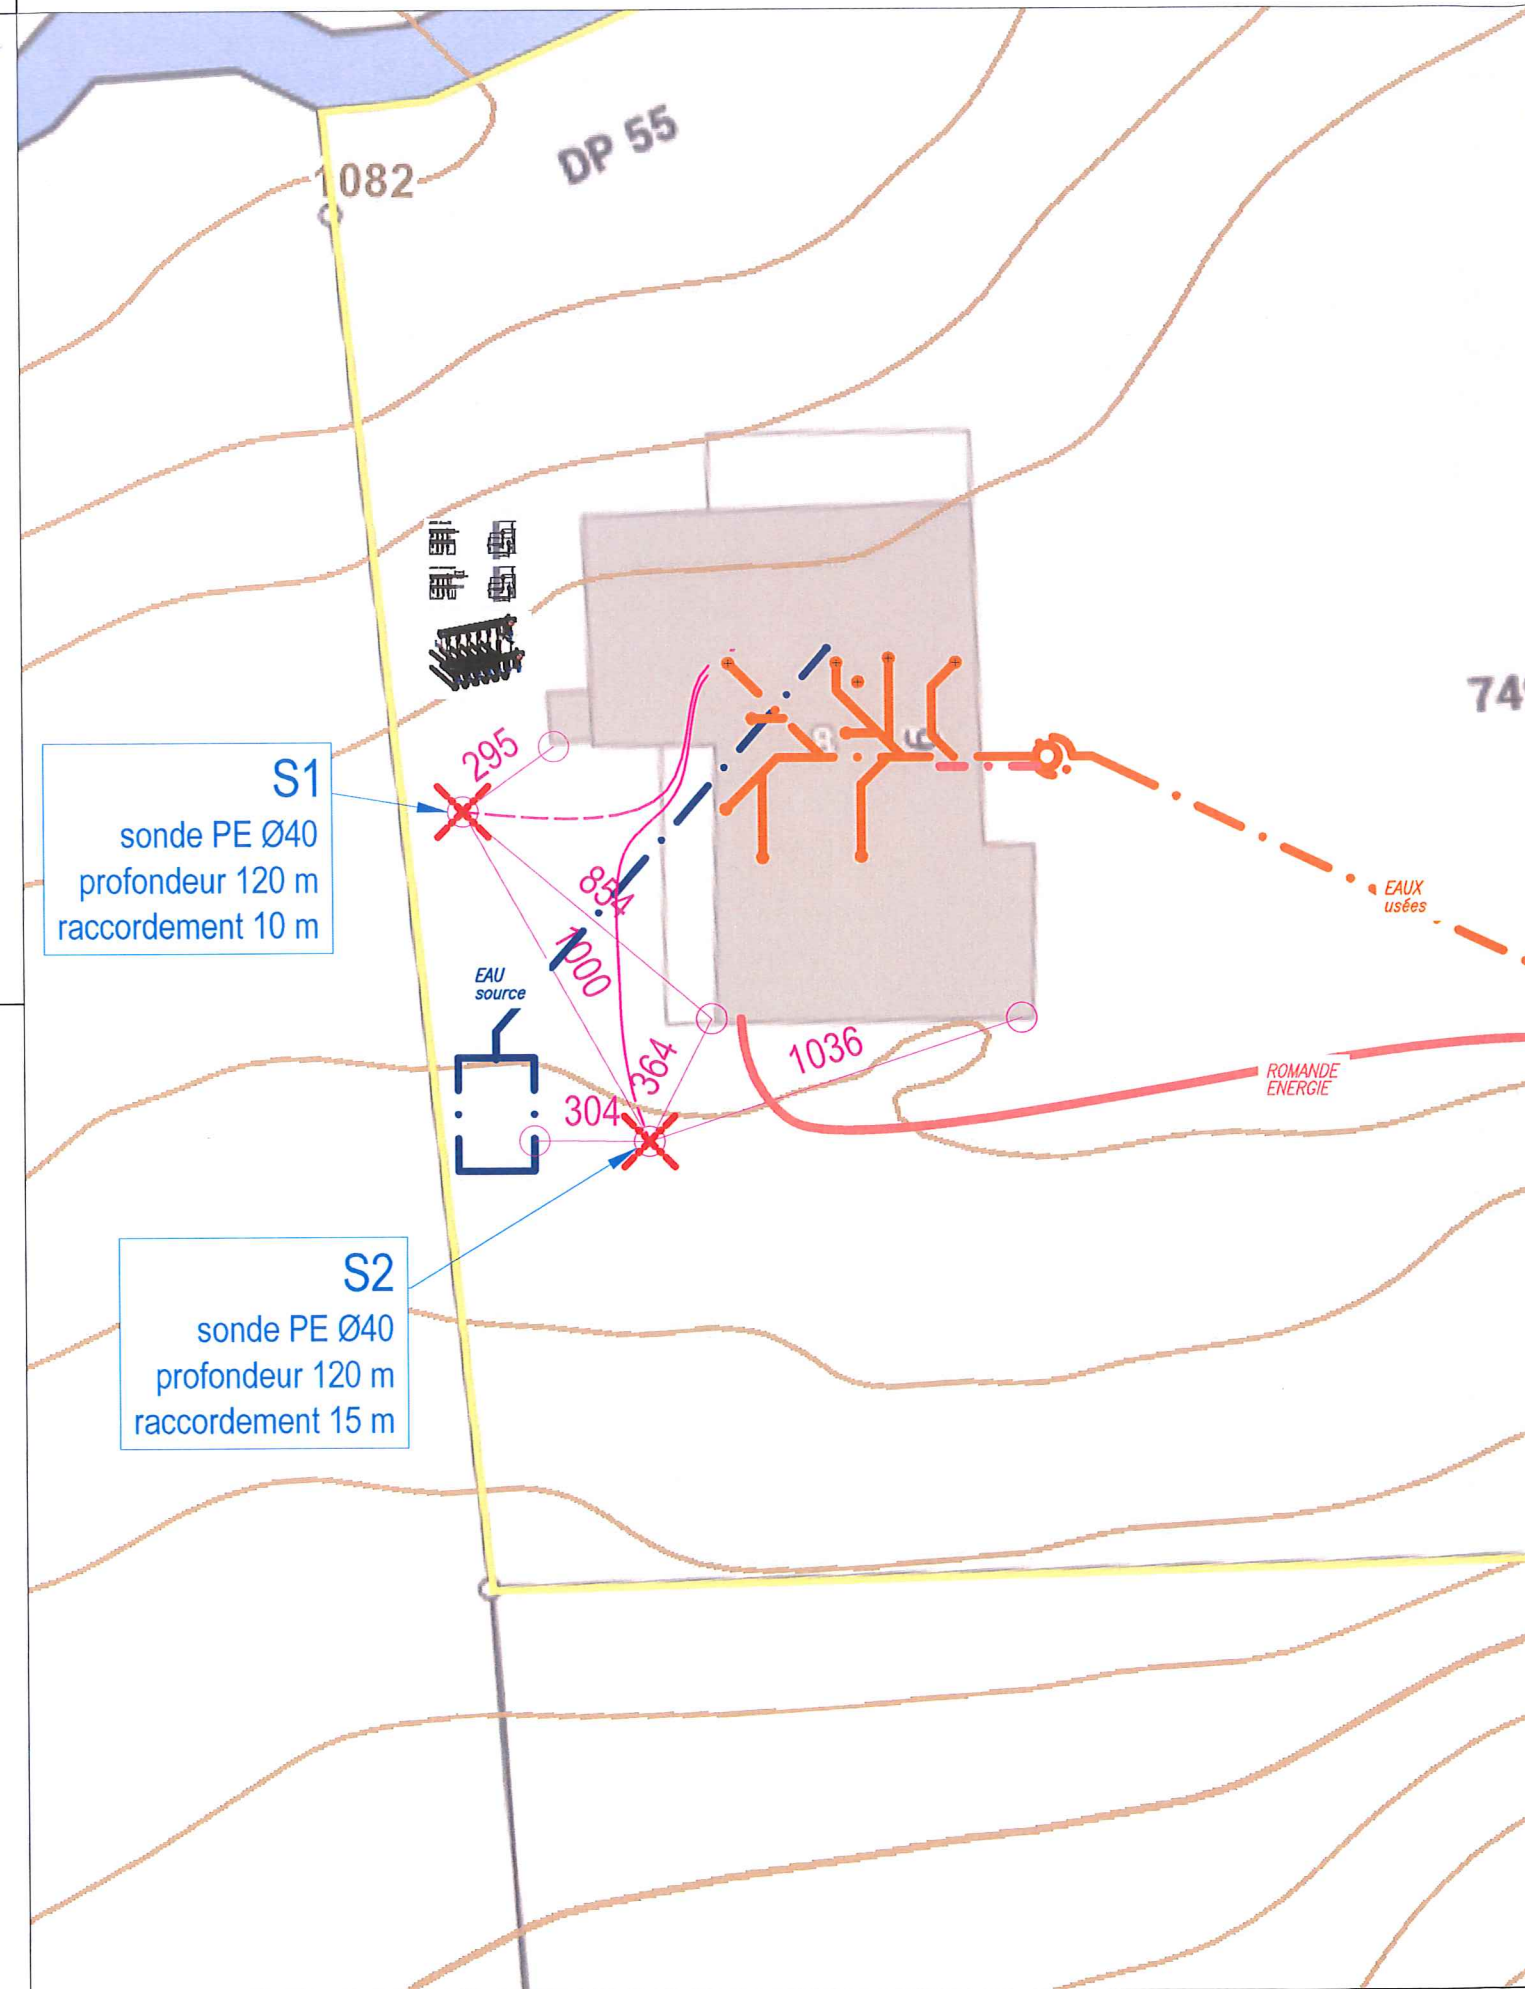 DP 55
1082
74
295
S1
sonde PE Ø40
profondeur 120 m
raccordement 10 m
854
1000
EAU
source
EAUX
usées
364
1036
304
ROMANDE
ENERGIE
S2
sonde PE Ø40
profondeur 120 m
raccordement 15 m